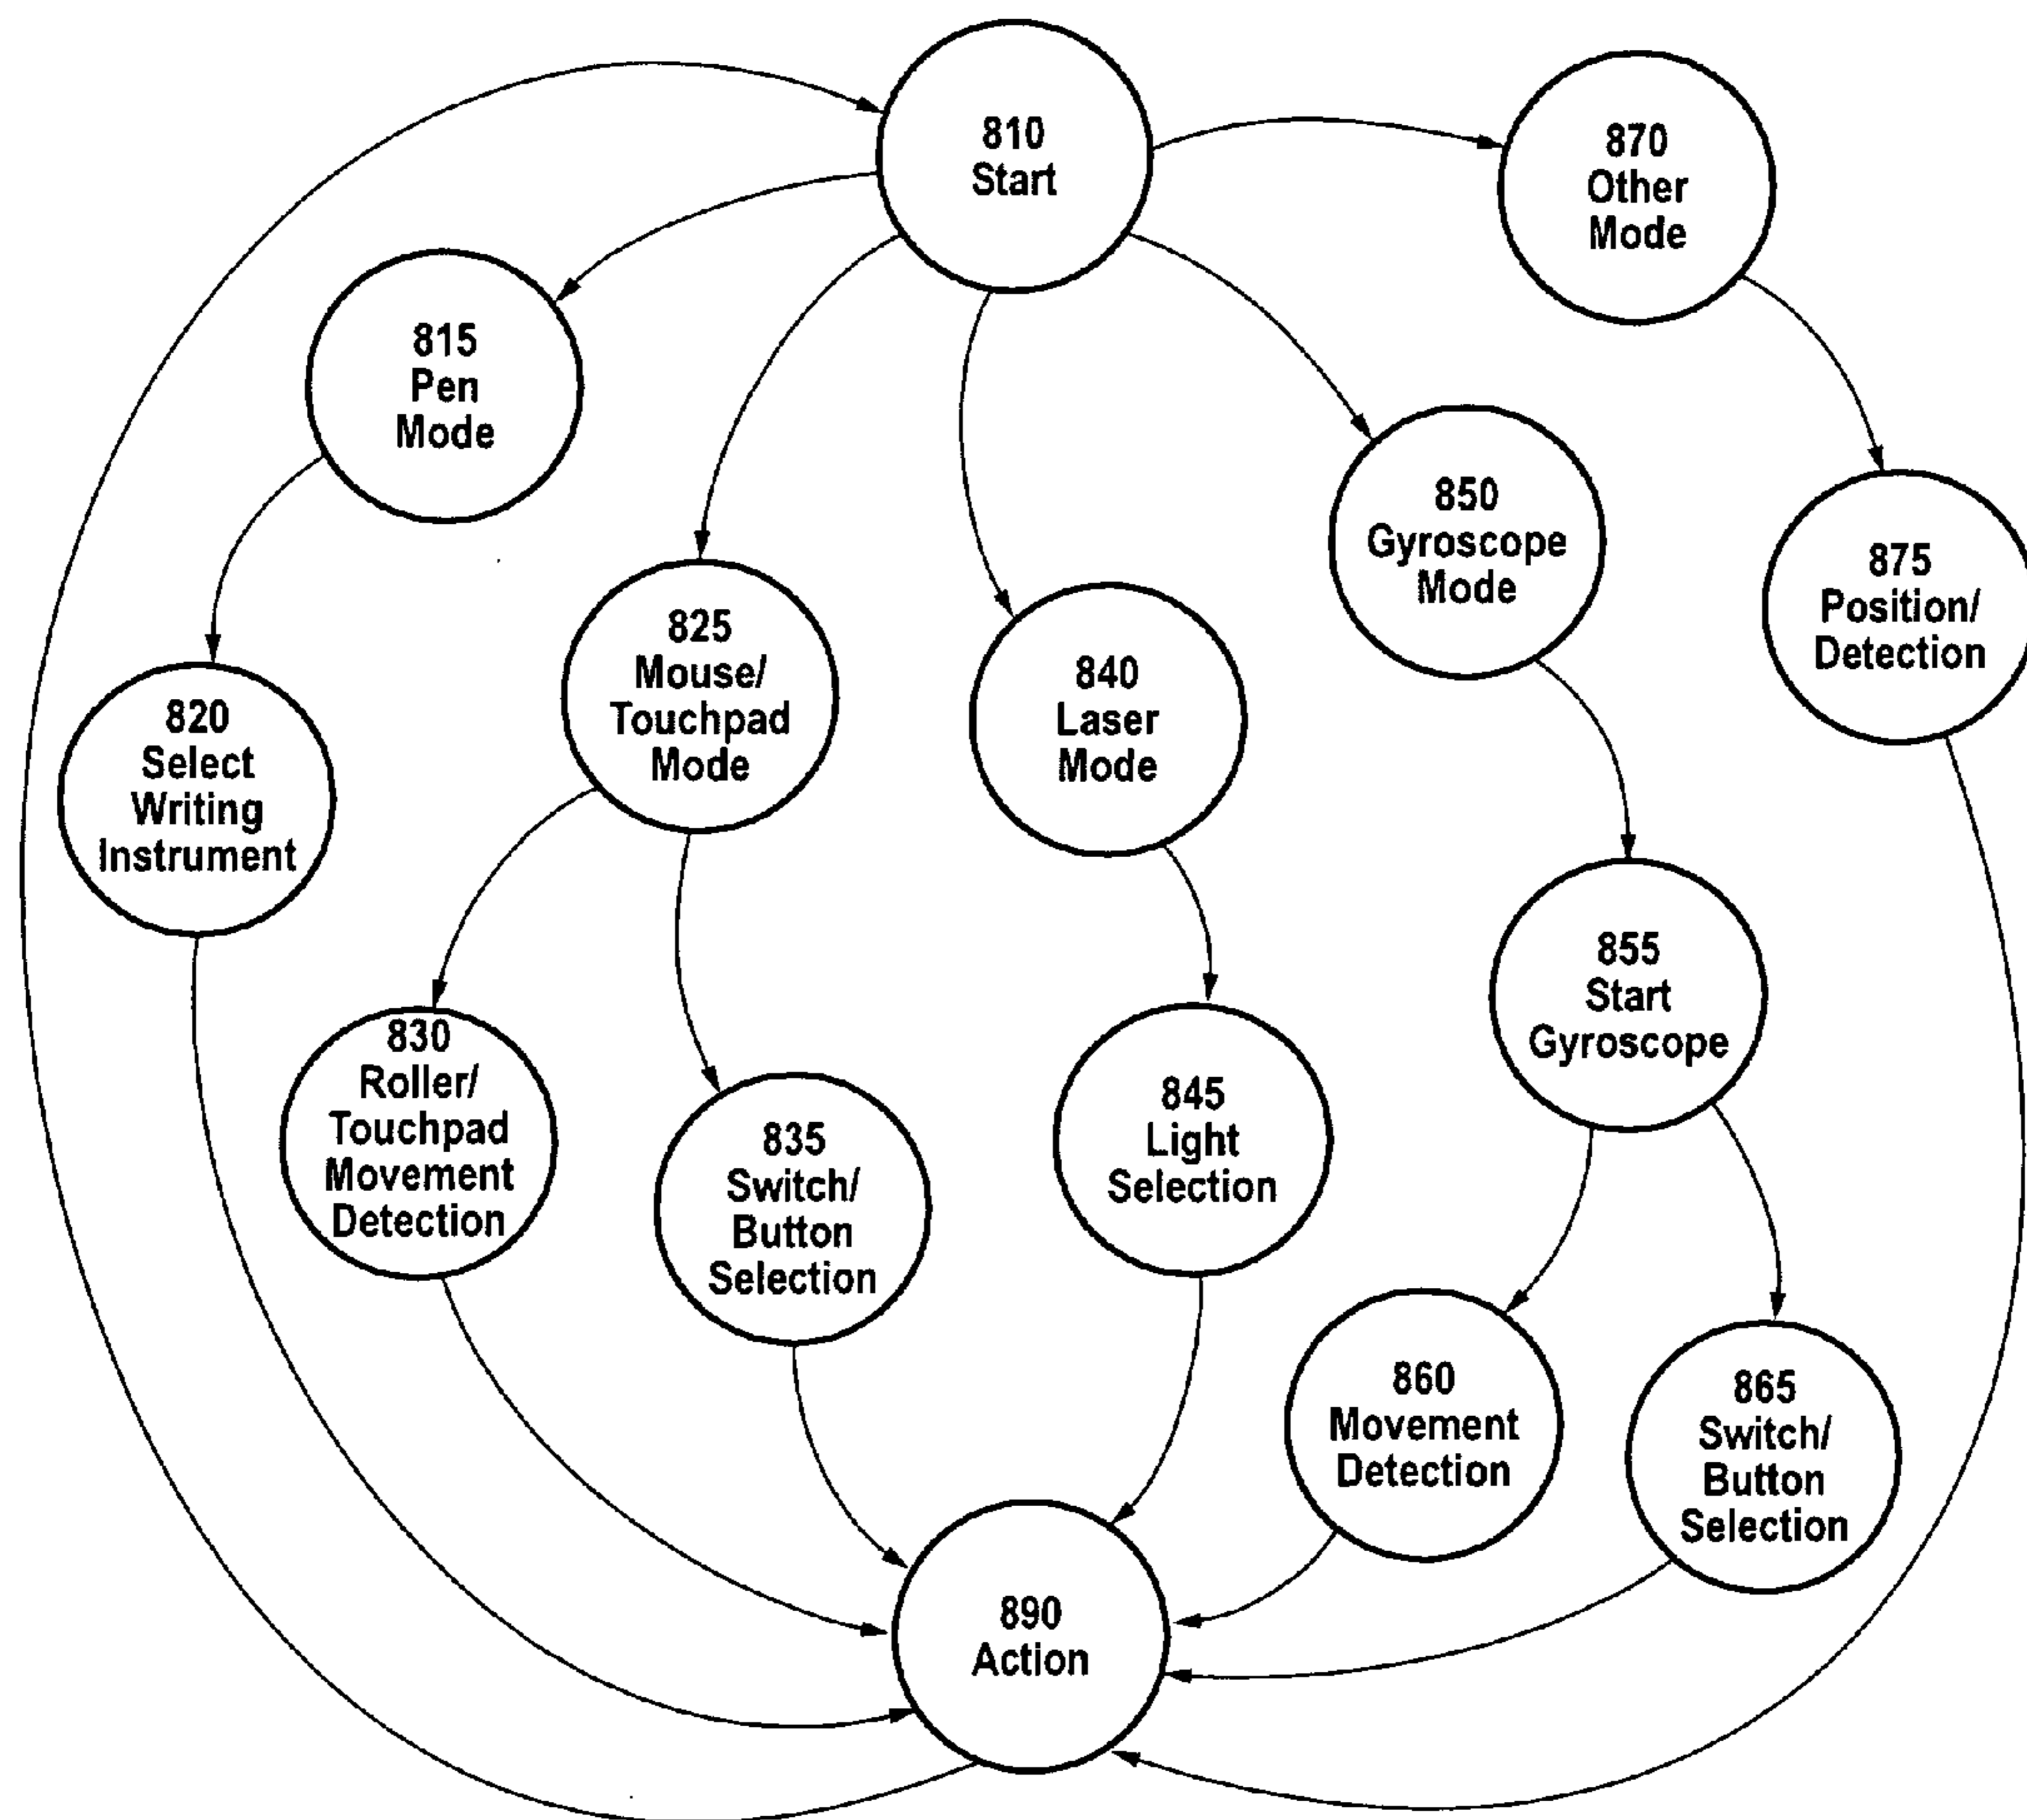 810
Start
870
Other
Mode
815
Pen
Mode
850
Gyroscope
Mode
875
Position/
Detection
825
Mouse/
Touchpad
Mode
840
Laser
Mode
820
Select
Writing
Instrument
855
Start
Gyroscope
830
Roller/
Touchpad
Movement
Detection
835
Switch/
Button
Selection
845
Light
Selection
860
Movement
Detection
865
Switch/
Button
Selection
890
Action